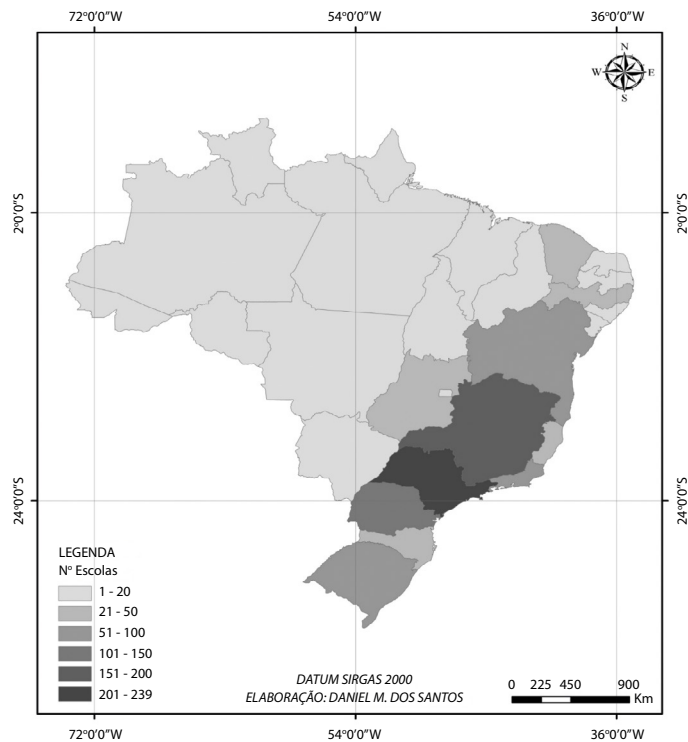 72°0'0"W 54°0'0"W 36°0'0"W
N
W E
S
2°0'0"S 2°0'0"S
24°0'0"S 24°0'0"S
LEGENDA
Nº Escolas
1 - 20
21 - 50
51 - 100
101 - 150
151 - 200
201 - 239
DATUM SIRGAS 2000
ELABORAÇÃO: DANIEL M. DOS SANTOS
0 225 450 900
Km
72°0'0"W 54°0'0"W 36°0'0"W